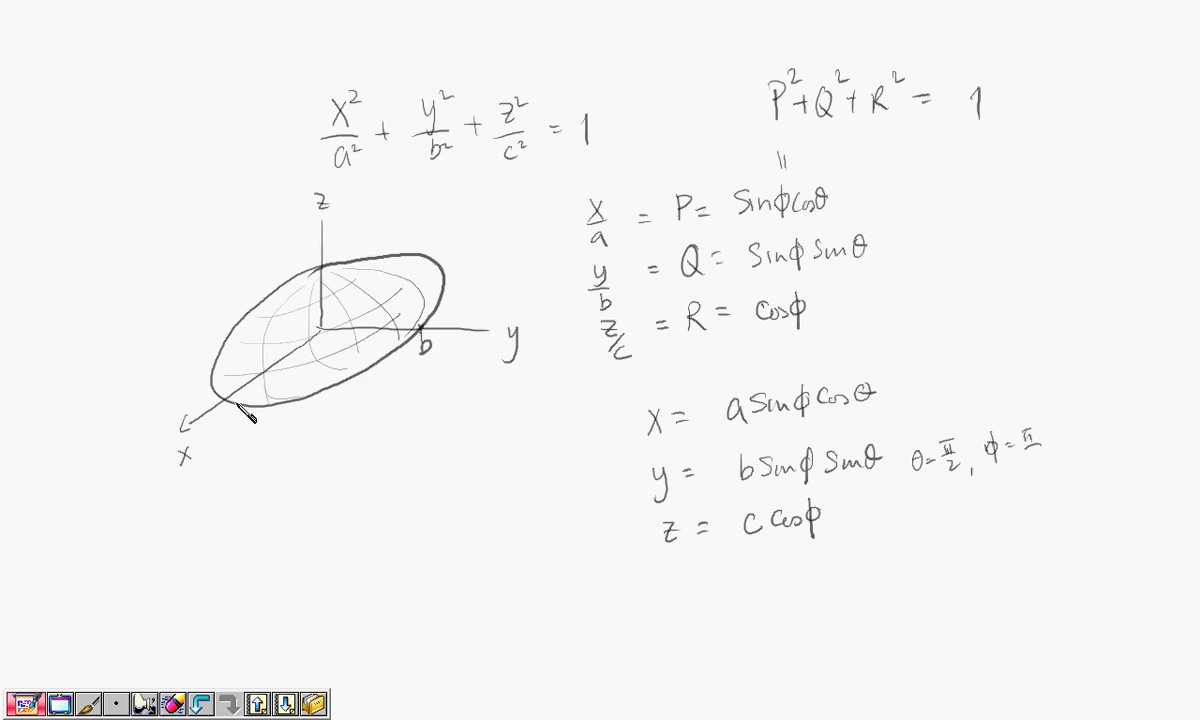 x²/a² + y²/b² + z²/c² = 1
P² + Q² + R² = 1
=
x/a = P = sinϕcosθ
y/b = Q = sinϕ sinθ
z/c = R = cosϕ
z
y
b
x
x = a sinϕ cosθ
y = b sinϕ sinθ θ=π/2, ϕ=π
z = c cosϕ